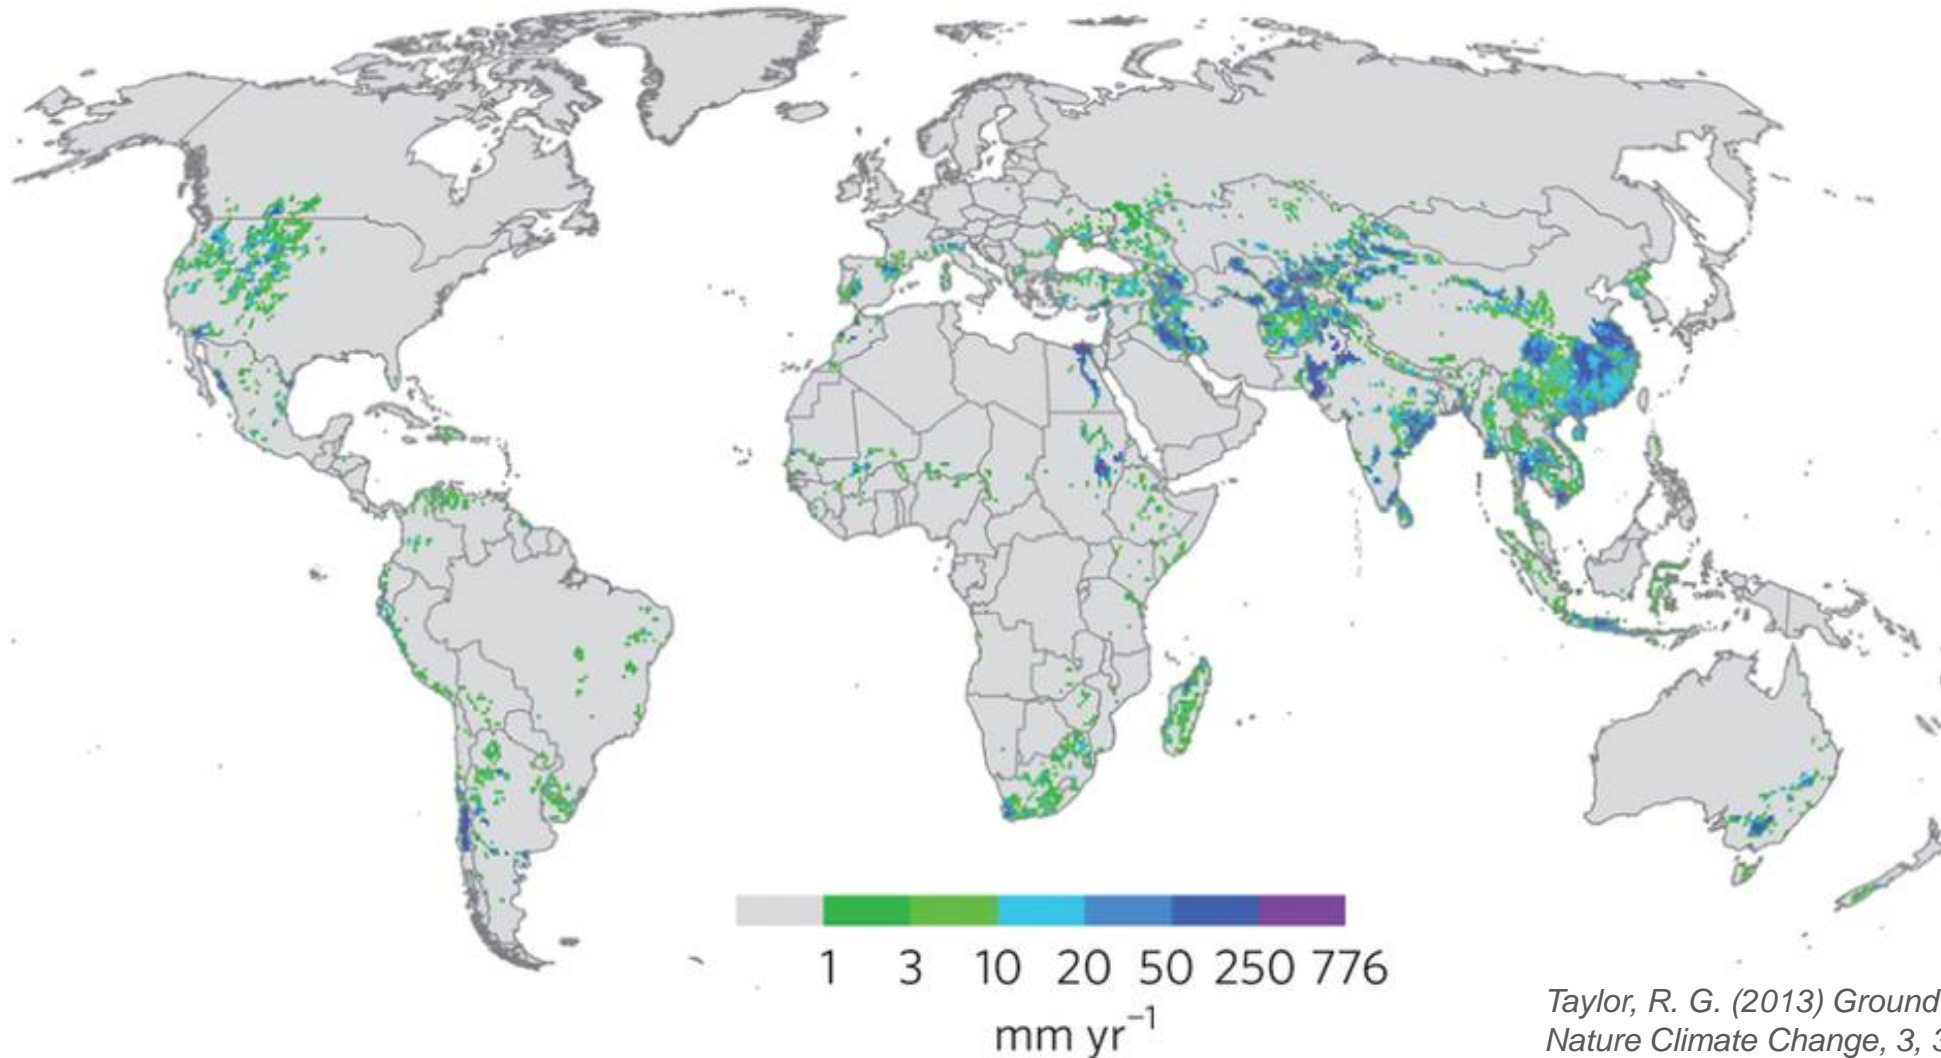 1 3 10 20 50 250 776
mm yr⁻¹
Taylor, R. G. (2013) Ground
Nature Climate Change, 3, 3